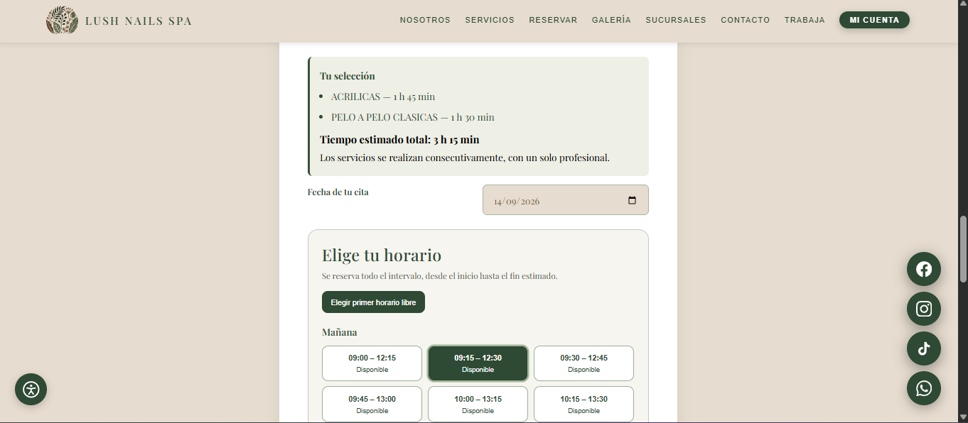 LUSH NAILS SPA
NOSOTROS SERVICIOS RESERVAR GALERÍA SUCURSALES CONTACTO TRABAJA MI CUENTA
Tu selección
• ACRILICAS — 1 h 45 min
• PELO A PELO CLASICAS — 1 h 30 min
Tiempo estimado total: 3 h 15 min
Los servicios se realizan consecutivamente, con un solo profesional.
Fecha de tu cita
14/09/2026
Elige tu horario
Se reserva todo el intervalo, desde el inicio hasta el fin estimado.
Elegir primer horario libre
Mañana
09:00 – 12:15 09:15 – 12:30 09:30 – 12:45
Disponible Disponible Disponible
09:45 – 13:00 10:00 – 13:15 10:15 – 13:30
Disponible Disponible Disponible